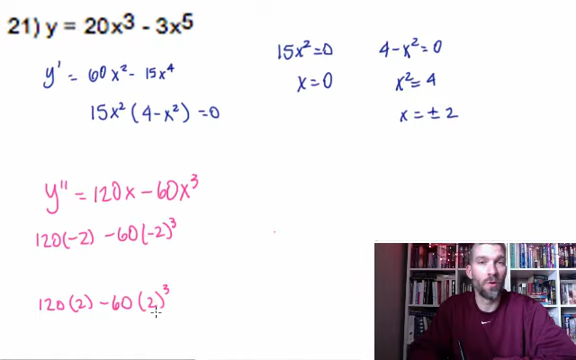 21) y = 20x³ - 3x⁵
y' = 60x² - 15x⁴
15x² (4-x²) = 0
15x² = 0
x = 0
4-x² = 0
x² = 4
x = ± 2
y" = 120x - 60x³
120(-2) - 60(-2)³
120(2) - 60(2)³